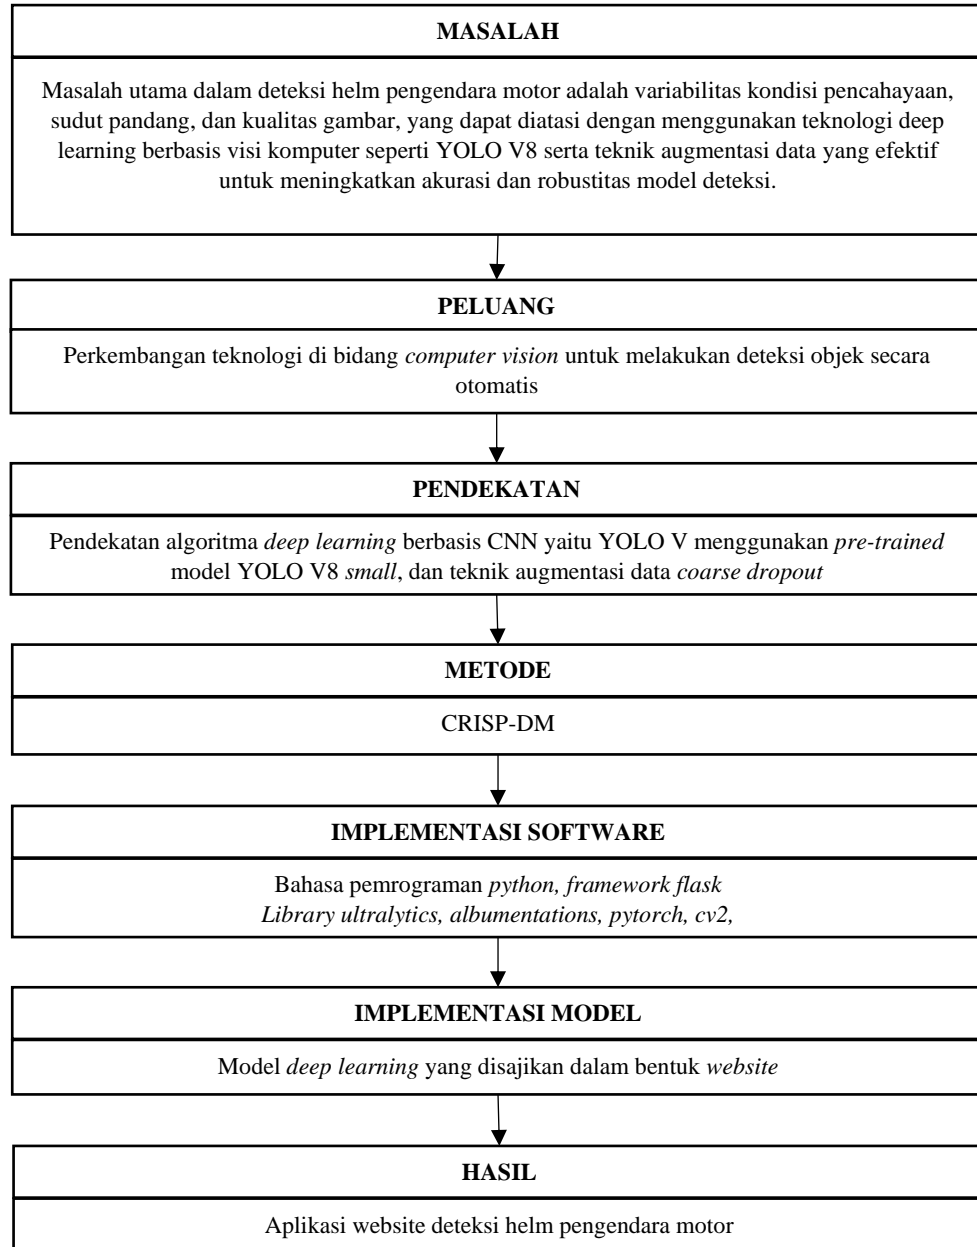 MASALAH
Masalah utama dalam deteksi helm pengendara motor adalah variabilitas kondisi pencahayaan,
sudut pandang, dan kualitas gambar, yang dapat diatasi dengan menggunakan teknologi deep
learning berbasis visi komputer seperti YOLO V8 serta teknik augmentasi data yang efektif
untuk meningkatkan akurasi dan robustitas model deteksi.
PELUANG
Perkembangan teknologi di bidang computer vision untuk melakukan deteksi objek secara
otomatis
PENDEKATAN
Pendekatan algoritma deep learning berbasis CNN yaitu YOLO V menggunakan pre-trained
model YOLO V8 small, dan teknik augmentasi data coarse dropout
METODE
CRISP-DM
IMPLEMENTASI SOFTWARE
Bahasa pemrograman python, framework flask
Library ultralytics, albumentations, pytorch, cv2,
IMPLEMENTASI MODEL
Model deep learning yang disajikan dalam bentuk website
HASIL
Aplikasi website deteksi helm pengendara motor